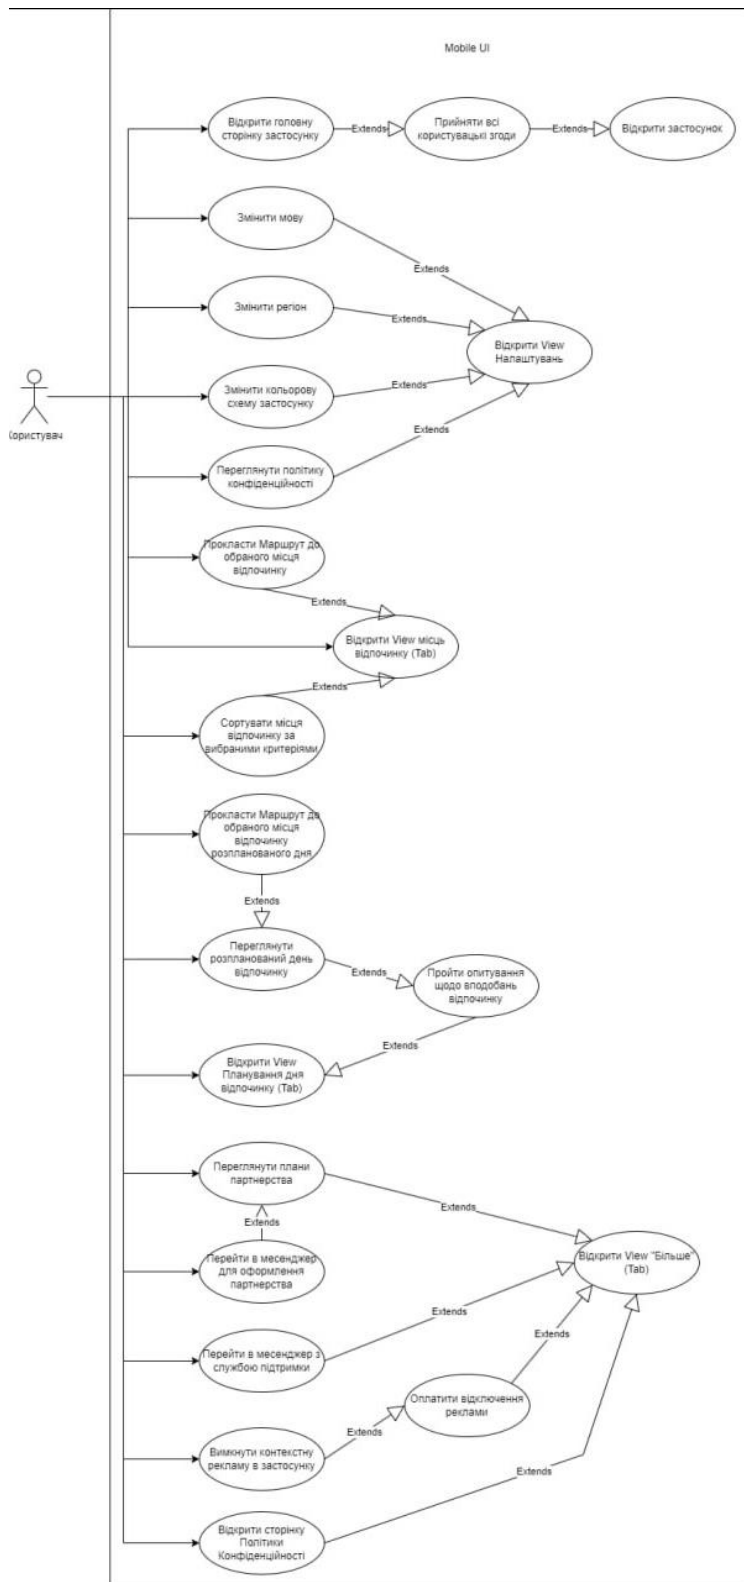 Mobile UI
Відкрити головну
сторінку застосунку
Extends
Прийняти всі
користувацькі згоди
Extends
Відкрити застосунок
Змінити мову
Extends
Змінити регіон
Extends
Відкрити View
Налаштувань
Користувач
Змінити кольорову
схему застосунку
Extends
Extends
Переглянути політику
конфіденційності
Прокласти Маршрут до
обраного місця
відпочинку
Extends
Відкрити View місць
відпочинку (Tab)
Extends
Сортувати місця
відпочинку за
вибраними критеріями
Прокласти Маршрут до
обраного місця
відпочинку
розпланованого дня
Extends
Переглянути
розпланований день
відпочинку
Extends
Пройти опитування
щодо вподобань
відпочинку
Extends
Відкрити View
Планування дня
відпочинку (Tab)
Переглянути плани
партнерства
Extends
Extends
Перейти в месенджер
для оформлення
партнерства
Відкрити View "Більше"
(Tab)
Extends
Перейти в месенджер з
службою підтримки
Extends
Оплатити відключення
реклами
Extends
Вимкнути контекстну
рекламу в застосунку
Extends
Відкрити сторінку
Політики
Конфіденційності